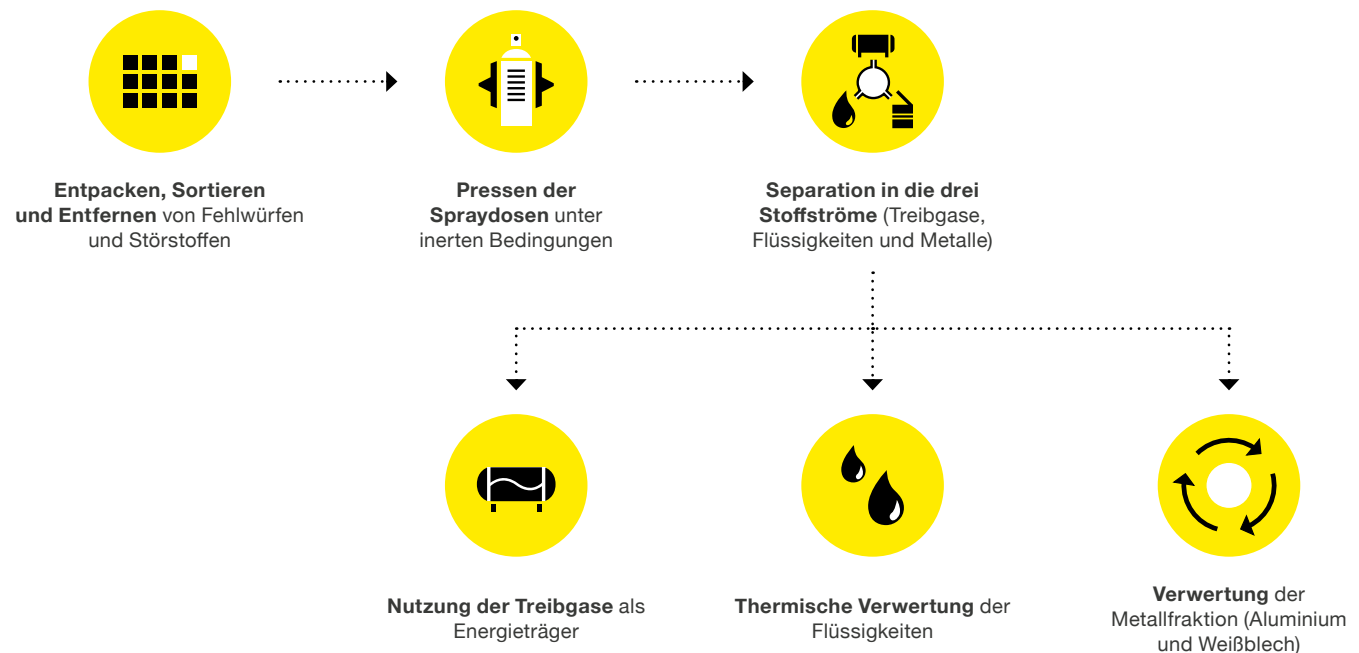 Entpacken, Sortieren
und Entfernen von Fehlwürfen
und Störstoffen
Pressen der
Spraydosen unter
inerten Bedingungen
Separation in die drei
Stoffströme (Treibgase,
Flüssigkeiten und Metalle)
Nutzung der Treibgase als
Energieträger
Thermische Verwertung der
Flüssigkeiten
Verwertung der
Metallfraktion (Aluminium
und Weißblech)